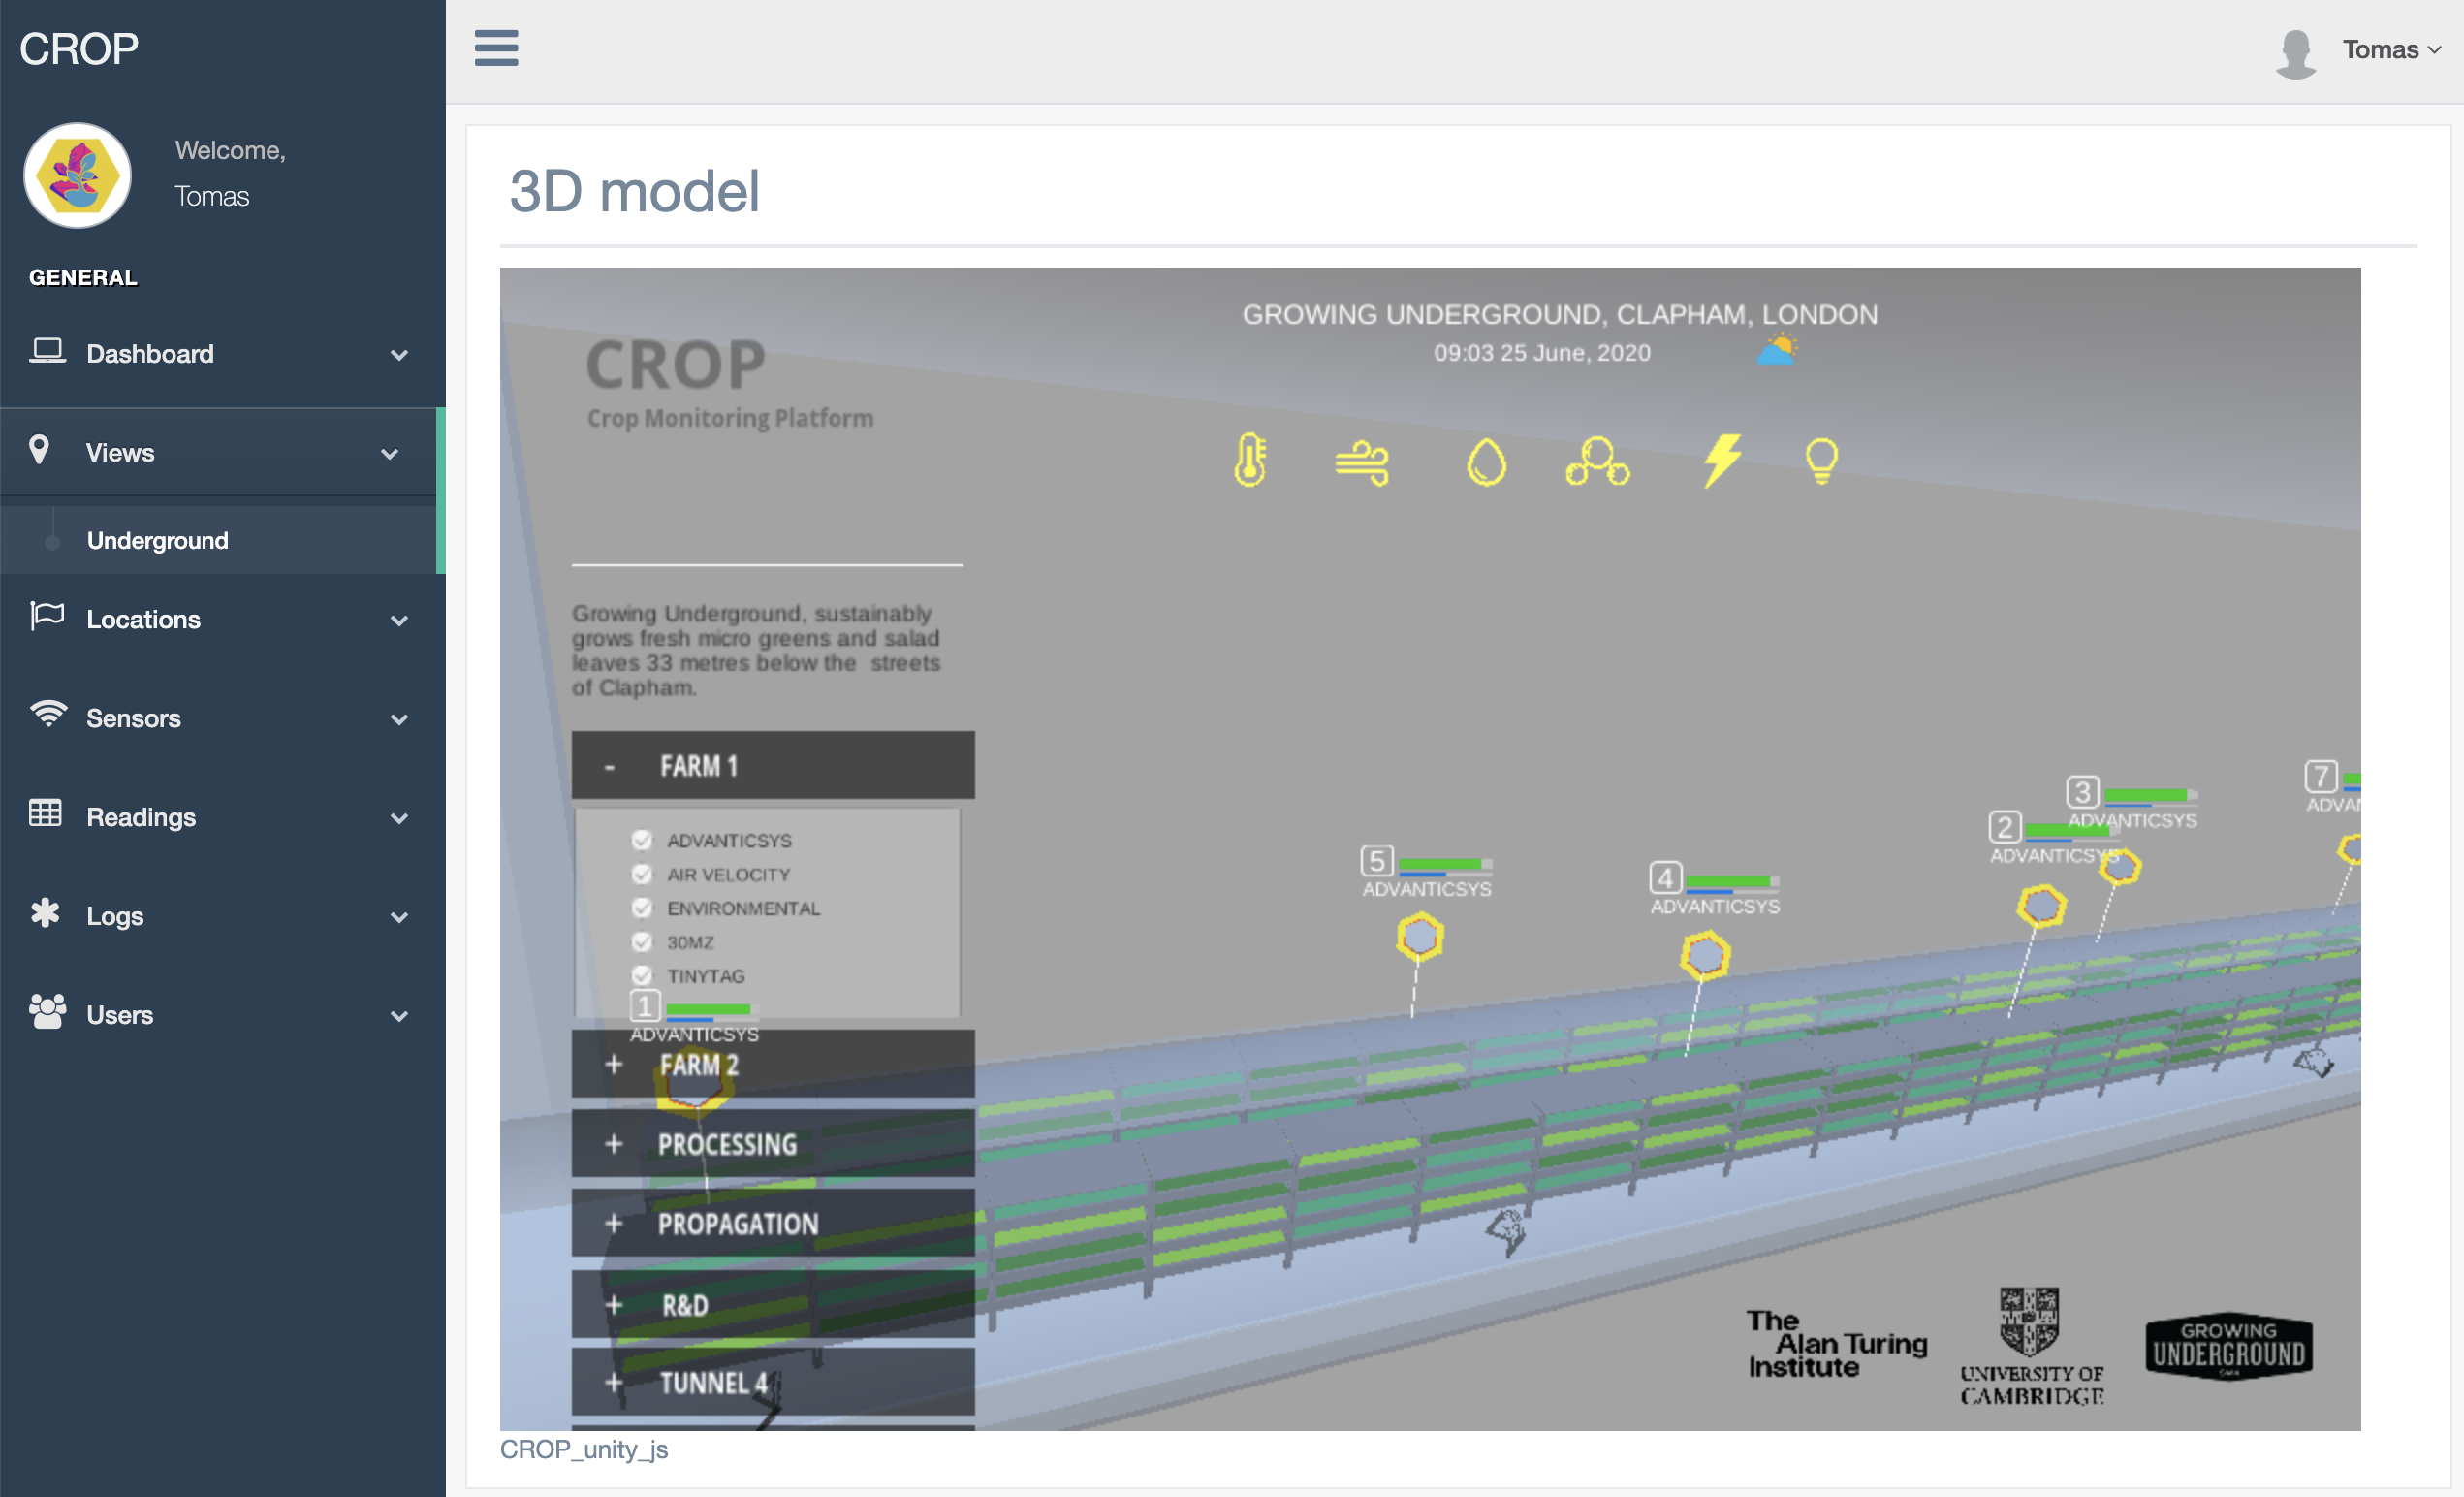 CROP
Tomas
Welcome,
Tomas
GENERAL
Dashboard
Views
Underground
Locations
Sensors
Readings
Logs
Users
3D model
GROWING UNDERGROUND, CLAPHAM, LONDON
09:03 25 June, 2020
CROP
Crop Monitoring Platform
Growing Underground, sustainably
grows fresh micro greens and salad
leaves 33 metres below the streets
of Clapham.
- FARM 1
ADVANTICSYS
AIR VELOCITY
ENVIRONMENTAL
30MZ
TINYTAG
1
ADVANTICSYS
+ FARM 2
+ PROCESSING
+ PROPAGATION
+ R&D
+ TUNNEL 4
5
ADVANTICSYS
4
ADVANTICSYS
2
ADVANTICSYS
3
ADVANTICSYS
7
ADVAN
The
Alan Turing
Institute
UNIVERSITY OF
CAMBRIDGE
GROWING
UNDERGROUND
CROP_unity_js